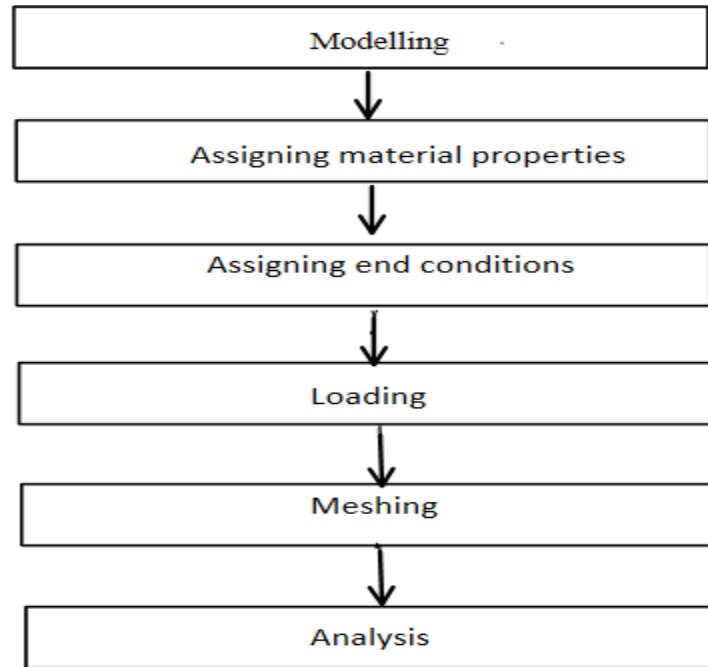 Modelling
Assigning material properties
Assigning end conditions
Loading
Meshing
Analysis